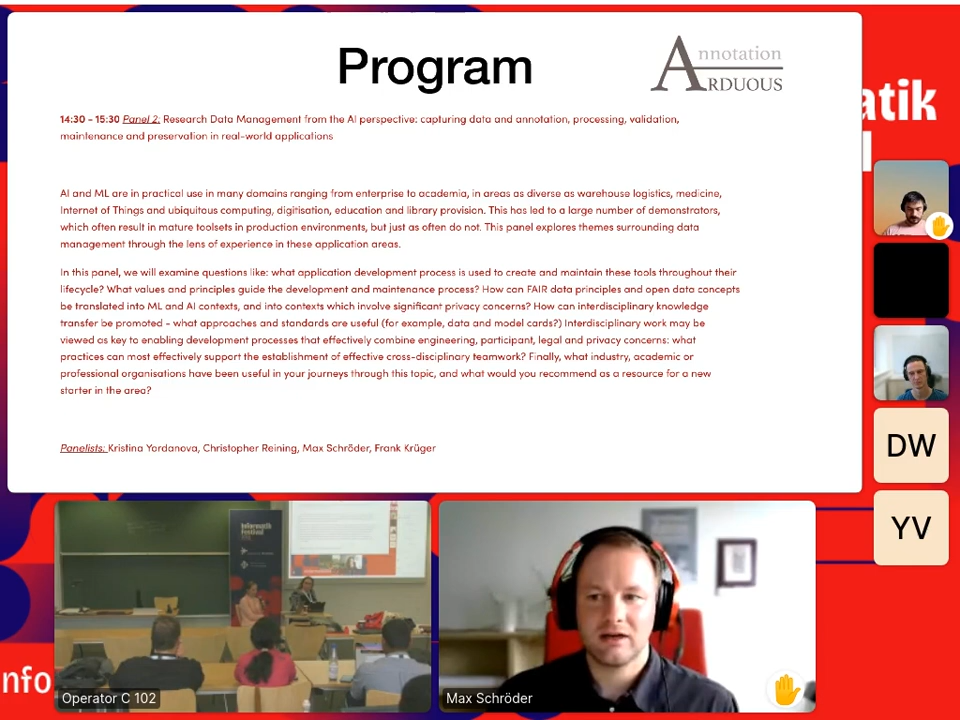 Program
Annotation
ARDUOUS
14:30 - 15:30 Panel 2: Research Data Management from the AI perspective: capturing data and annotation, processing, validation,
maintenance and preservation in real-world applications
AI and ML are in practical use in many domains ranging from enterprise to academia, in areas as diverse as warehouse logistics, medicine,
Internet of Things and ubiquitous computing, digitisation, education and library provision. This has led to a large number of demonstrators,
which often result in mature toolsets in production environments, but just as often do not. This panel explores themes surrounding data
management through the lens of experience in these application areas.
In this panel, we will examine questions like: what application development process is used to create and maintain these tools throughout their
lifecycle? What values and principles guide the development and maintenance process? How can FAIR data principles and open data concepts
be translated into ML and AI contexts, and into contexts which involve significant privacy concerns? How can interdisciplinary knowledge
transfer be promoted - what approaches and standards are useful (for example, data and model cards?) Interdisciplinary work may be
viewed as key to enabling development processes that effectively combine engineering, participant, legal and privacy concerns: what
practices can most effectively support the establishment of effective cross-disciplinary teamwork? Finally, what industry, academic or
professional organisations have been useful in your journeys through this topic, and what would you recommend as a resource for a new
starter in the area?
Panelists: Kristina Yordanova, Christopher Reining, Max Schröder, Frank Krüger
atik
DW
YV
Informatik
Festival
nfo
Operator C 102
Max Schröder